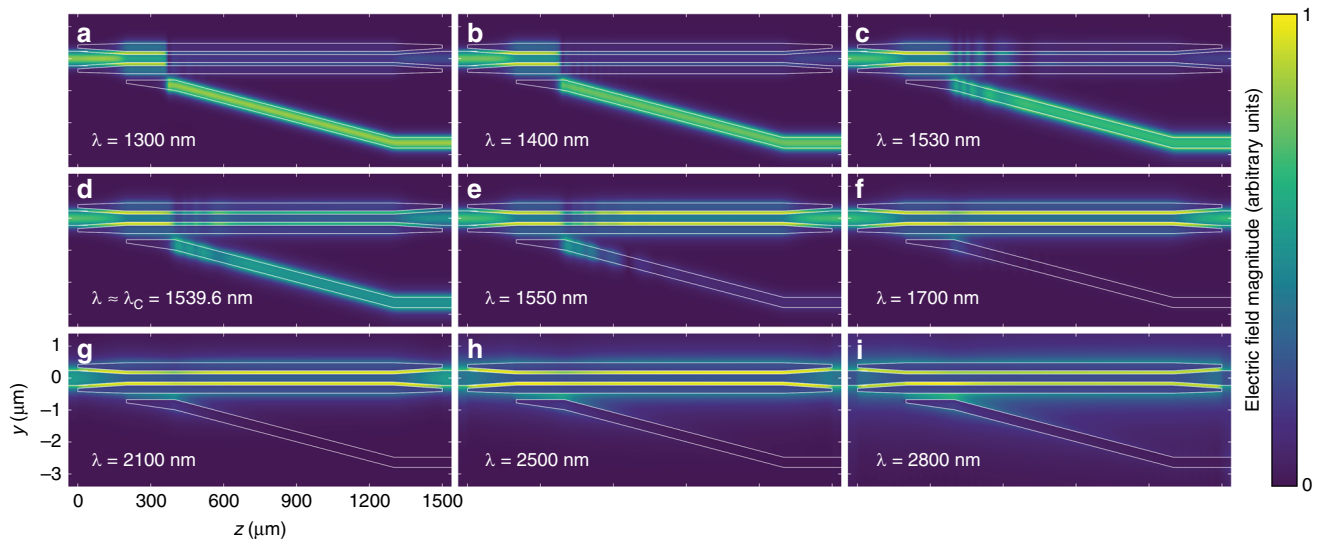 a
b
c
λ = 1300 nm
λ = 1400 nm
λ = 1530 nm
d
e
f
λ ≈ λC = 1539.6 nm
λ = 1550 nm
λ = 1700 nm
g
h
i
λ = 2100 nm
λ = 2500 nm
λ = 2800 nm
1
0
–1
–2
–3
y (μm)
0 300 600 900 1200 1500
z (μm)
1
Electric field magnitude (arbitrary units)
0